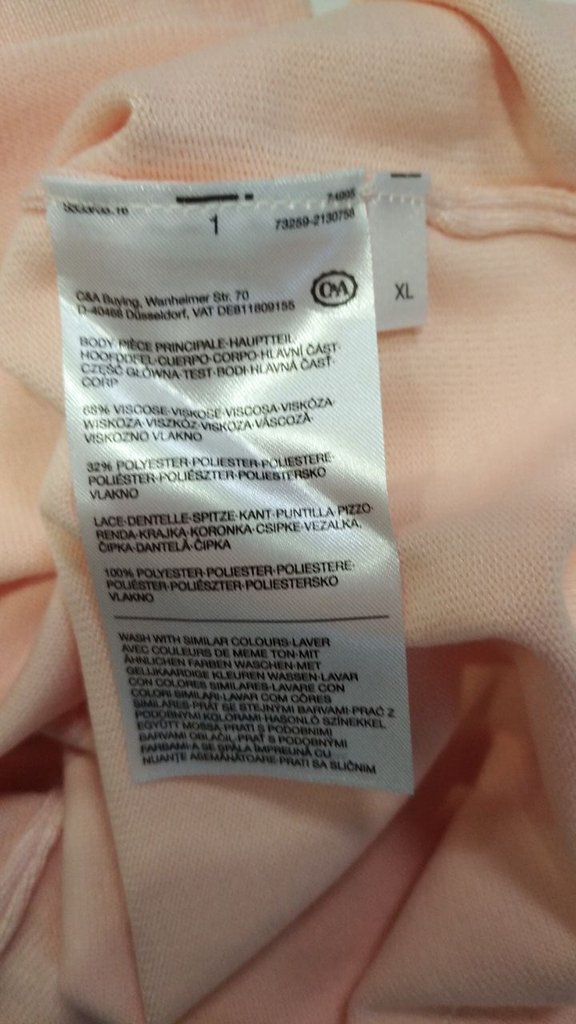 1
73259-2130758
C&A Buying, Wanheimer Str. 70
D-40468 Düsseldorf, VAT DE811809155
C&A
XL
BODY·PIÈCE PRINCIPALE·HAUPTTEIL·
HOOFDDEEL·CUERPO·CORPO·HLAVNÍ ČÁST·
CZĘŚĆ GŁÓWNA·TEST·BODI·HLAVNÁ ČASŤ·
CORP
68% VISCOSE·VISKOSE·VISCOSA·VISKÓZA·
WISKOZA·VISZKÓZ·VISKOZA·VÂSCOZĂ·
VISKOZNO VLAKNO
32% POLYESTER·POLIESTER·POLIESTERE·
POLIÉSTER·POLIÉSZTER·POLIESTERSKO
VLAKNO
LACE·DENTELLE·SPITZE·KANT·PUNTILLA·PIZZO·
RENDA·KRAJKA·KORONKA·CSIPKE·VEZALKA,
ČIPKA·DANTELĂ·ČIPKA
100% POLYESTER·POLIESTER·POLIESTERE·
POLIÉSTER·POLIÉSZTER·POLIESTERSKO
VLAKNO
WASH WITH SIMILAR COLOURS·LAVER
AVEC COULEURS DE MEME TON·MIT
ÄHNLICHEN FARBEN WASCHEN·MET
GELIJKAARDIGE KLEUREN WASSEN·LAVAR
CON COLORES SIMILARES·LAVARE CON
COLORI SIMILARI·LAVAR COM CÔRES
SIMILARES·PRÁT SE STEJNÝMI BARVAMI·PRAĆ Z
PODOBNYMI KOLORAMI·HASONLÓ SZÍNEKKEL
EGYÜTT MOSSA·PRATI S PODOBNIMI
BARVAMI OBLAČIL·PRAŤ S PODOBNÝMI
FARBAMI·A SE SPĂLA ÎMPREUNĂ CU
NUANŢE ASEMĂNĂTOARE·PRATI SA SLIČNIM